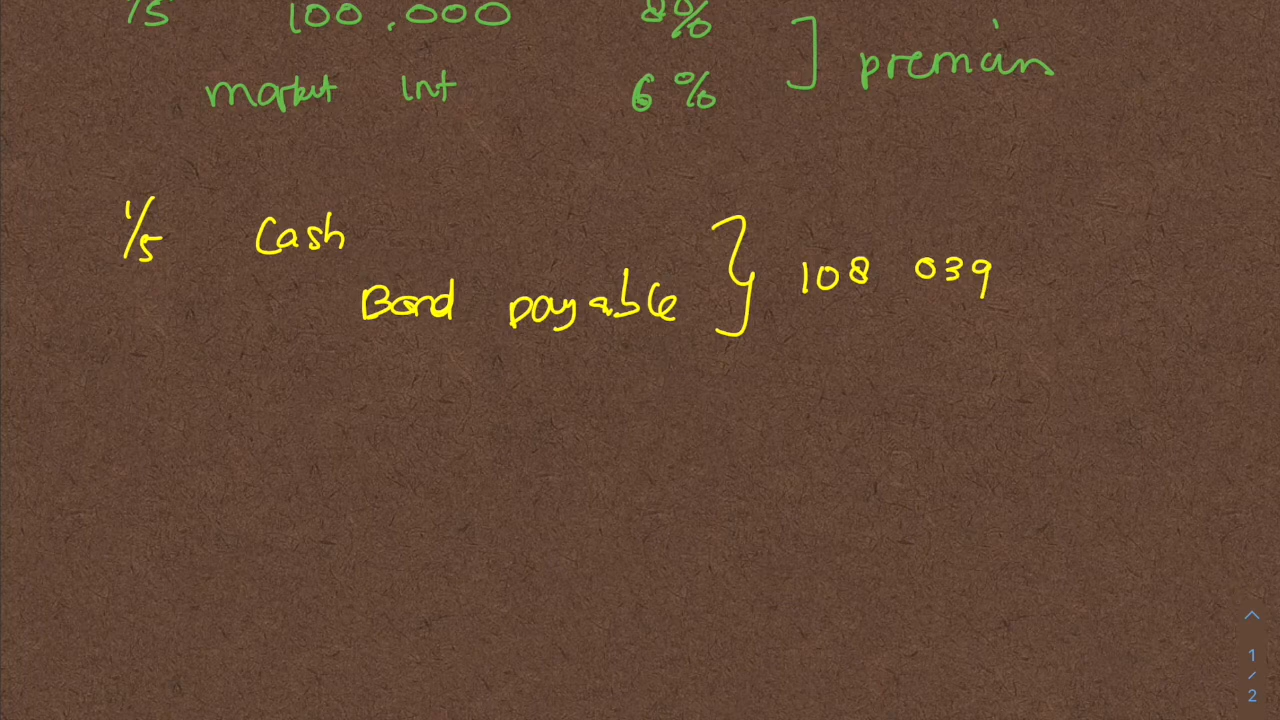 1/5 100.000 8% ] premium
market int 6%
1/5 Cash
Bond payable } 108 039
1
/
2